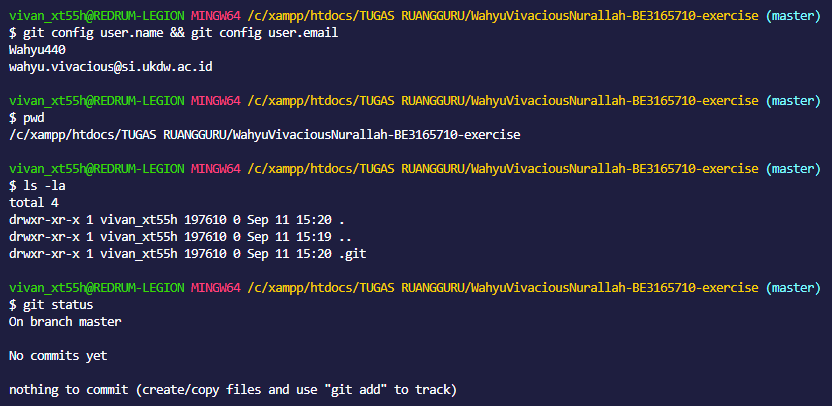 vivan_xt55h@REDRUM-LEGION MINGW64 /c/xampp/htdocs/TUGAS RUANGGURU/WahyuVivaciousNurallah-BE3165710-exercise (master)
$ git config user.name && git config user.email
Wahyu440
wahyu.vivacious@si.ukdw.ac.id

vivan_xt55h@REDRUM-LEGION MINGW64 /c/xampp/htdocs/TUGAS RUANGGURU/WahyuVivaciousNurallah-BE3165710-exercise (master)
$ pwd
/c/xampp/htdocs/TUGAS RUANGGURU/WahyuVivaciousNurallah-BE3165710-exercise

vivan_xt55h@REDRUM-LEGION MINGW64 /c/xampp/htdocs/TUGAS RUANGGURU/WahyuVivaciousNurallah-BE3165710-exercise (master)
$ ls -la
total 4
drwxr-xr-x 1 vivan_xt55h 197610 0 Sep 11 15:20 .
drwxr-xr-x 1 vivan_xt55h 197610 0 Sep 11 15:19 ..
drwxr-xr-x 1 vivan_xt55h 197610 0 Sep 11 15:20 .git

vivan_xt55h@REDRUM-LEGION MINGW64 /c/xampp/htdocs/TUGAS RUANGGURU/WahyuVivaciousNurallah-BE3165710-exercise (master)
$ git status
On branch master

No commits yet

nothing to commit (create/copy files and use "git add" to track)